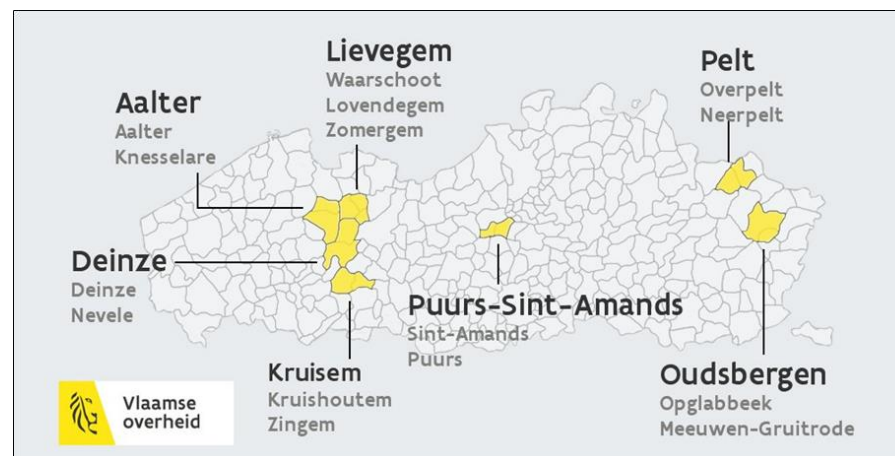 Lievegem
Waarschoot
Lovendegem
Zomergem
Pelt
Overpelt
Neerpelt
Aalter
Aalter
Knesselare
Deinze
Deinze
Nevele
Puurs-Sint-Amands
Sint-Amands
Puurs
Kruisem
Kruishoutem
Zingem
Oudsbergen
Opglabbeek
Meeuwen-Gruitrode
Vlaamse
overheid